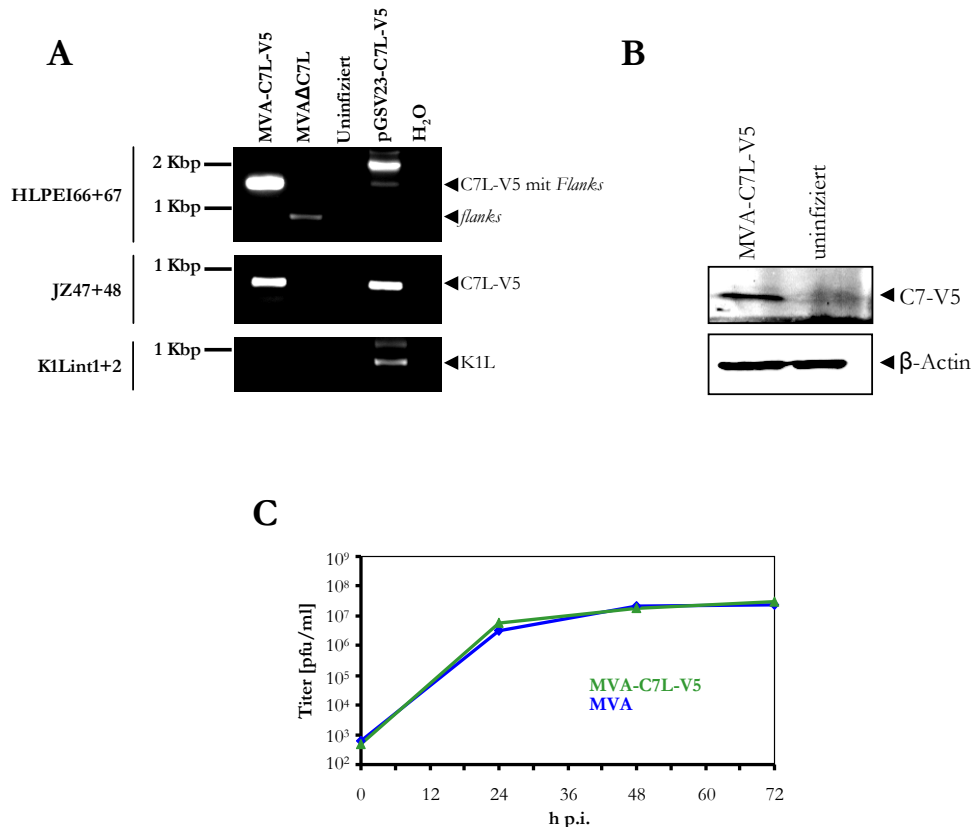 A
MVA-C7L-V5
MVAΔC7L
Uninfiziert
pGSV23-C7L-V5
H₂O
HLPEI66+67
2 Kbp
1 Kbp
C7L-V5 mit Flanks
flanks
JZ47+48
1 Kbp
C7L-V5
K1Lint1+2
1 Kbp
K1L
B
MVA-C7L-V5
uninfiziert
C7-V5
β-Actin
C
Titer [pfu/ml]
10⁹
10⁸
10⁷
10⁶
10⁵
10⁴
10³
10²
MVA-C7L-V5
MVA
0 12 24 36 48 60 72
h p.i.